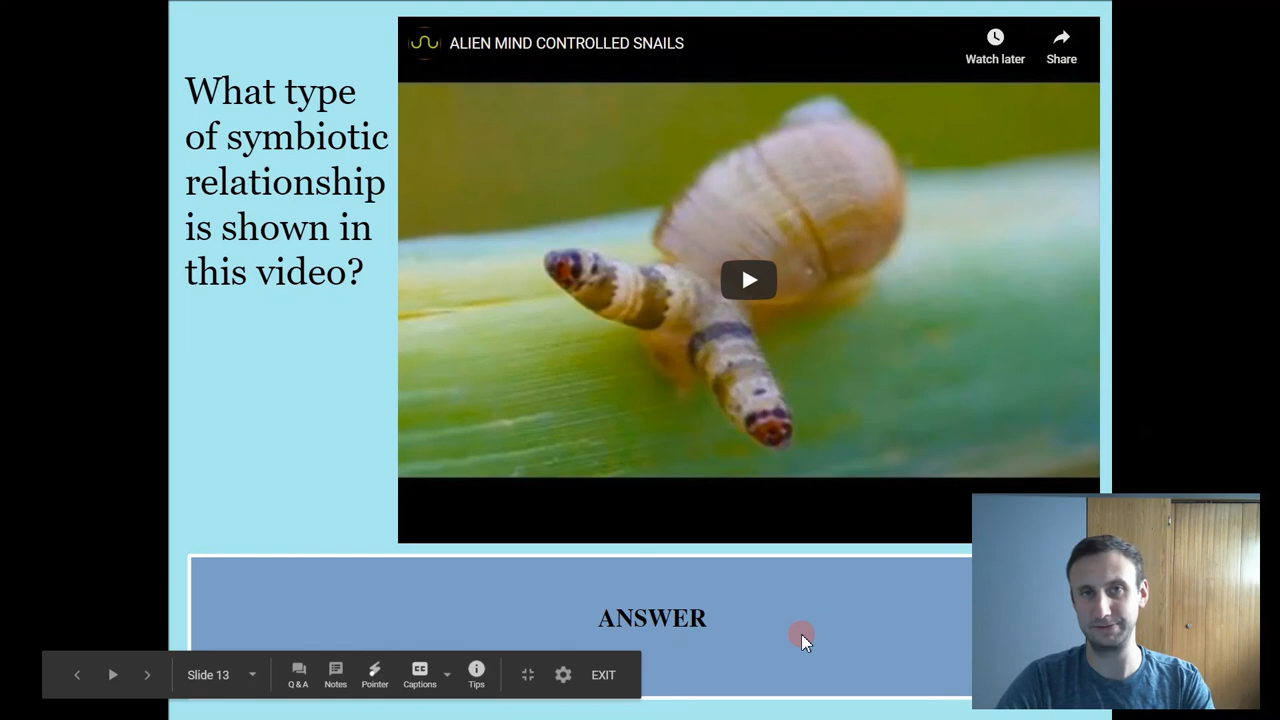 ALIEN MIND CONTROLLED SNAILS
Watch later
Share
What type
of symbiotic
relationship
is shown in
this video?
ANSWER
Slide 13
Q & A
Notes
Pointer
CC
Captions
Tips
EXIT